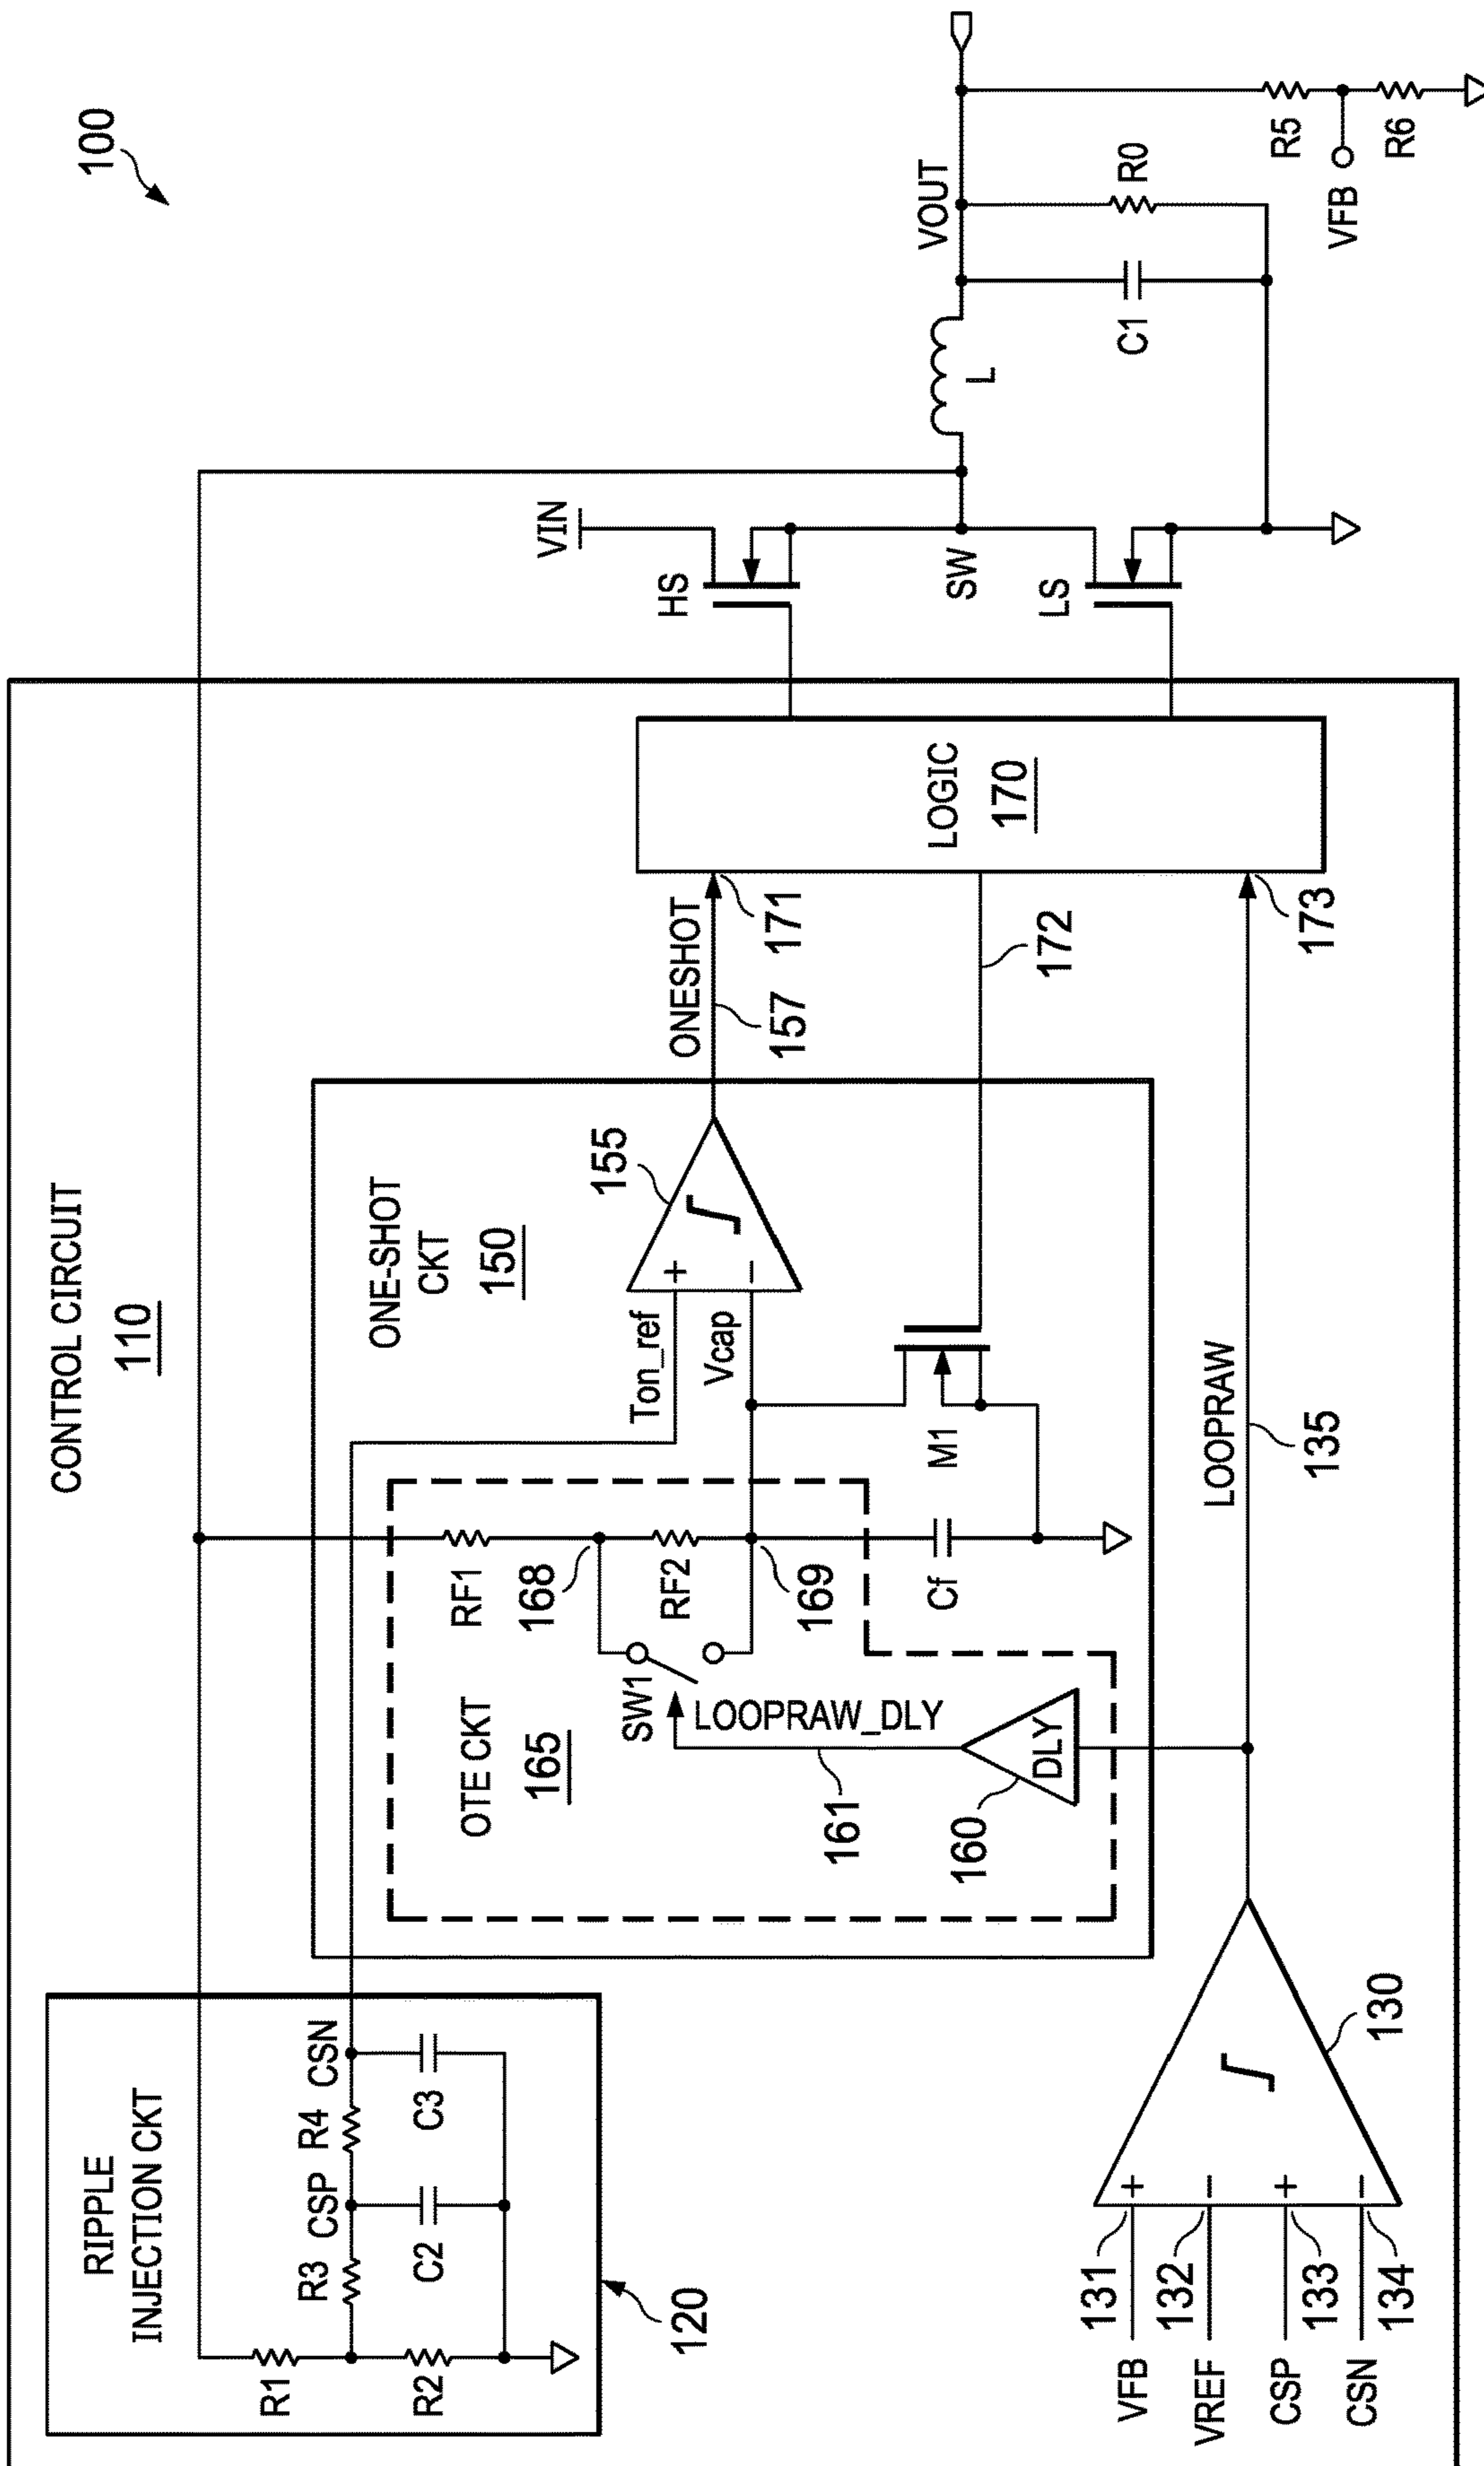 100
CONTROL CIRCUIT
110
RIPPLE
INJECTION CKT
R1
R2
R3
CSP
R4
CSN
C2
C3
120
ONE-SHOT
CKT
150
OTE CKT
165
RF1
168
RF2
169
SW1
LOOPRAW_DLY
161
DLY
160
Cf
M1
Ton_ref
Vcap
+
−
155
ONESHOT
157
171
172
173
LOGIC
170
LOOPRAW
135
VFB
VREF
CSP
CSN
131
132
133
134
+
−
+
−
130
VIN
HS
SW
LS
L
VOUT
C1
R0
R5
VFB
R6